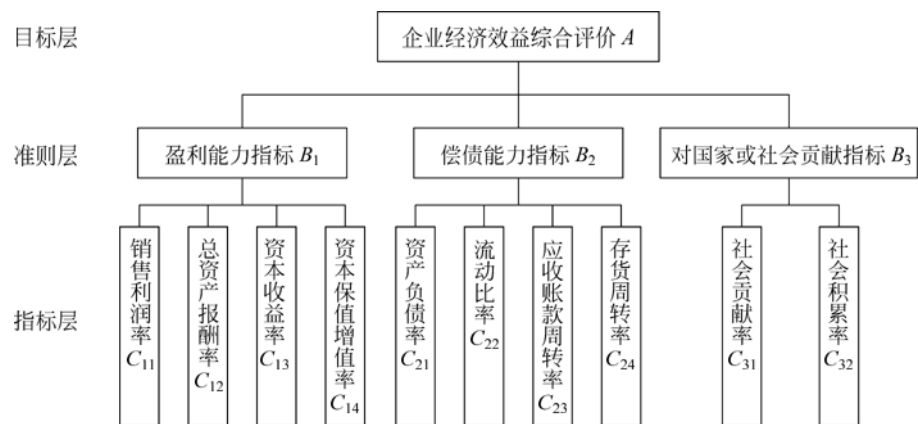 目标层
企业经济效益综合评价 A
准则层
盈利能力指标 B₁
偿债能力指标 B₂
对国家或社会贡献指标 B₃
指标层
销售利润率 C₁₁
总资产报酬率 C₁₂
资本收益率 C₁₃
资本保值增值率 C₁₄
资产负债率 C₂₁
流动比率 C₂₂
应收账款周转率 C₂₃
存货周转率 C₂₄
社会贡献率 C₃₁
社会积累率 C₃₂